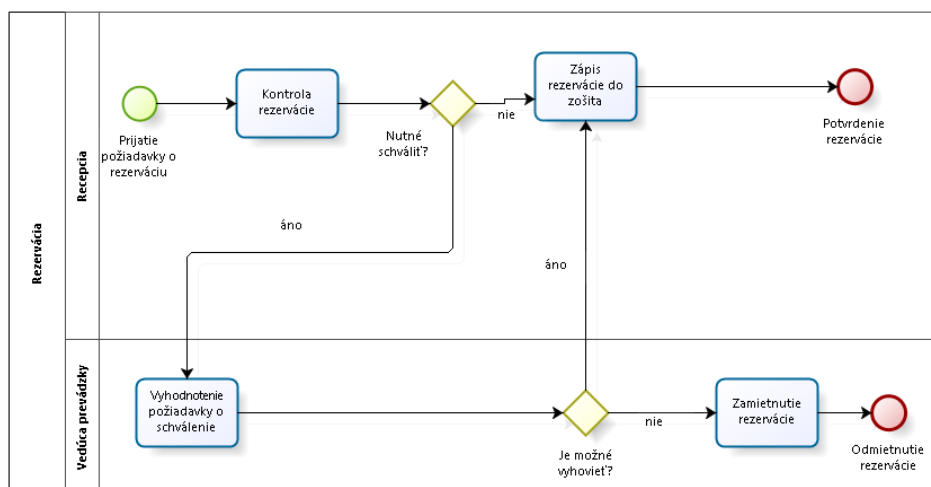 Rezervácia
Recepcia
Prijatie
požiadavky o
rezerváciu
Kontrola
rezervácie
Nutné
schváliť?
nie
áno
Zápis
rezervácie do
zošita
Potvrdenie
rezervácie
áno
Vedúca prevádzky
Vyhodnotenie
požiadavky o
schválenie
Je možné
vyhovieť?
nie
Zamietnutie
rezervácie
Odmietnutie
rezervácie